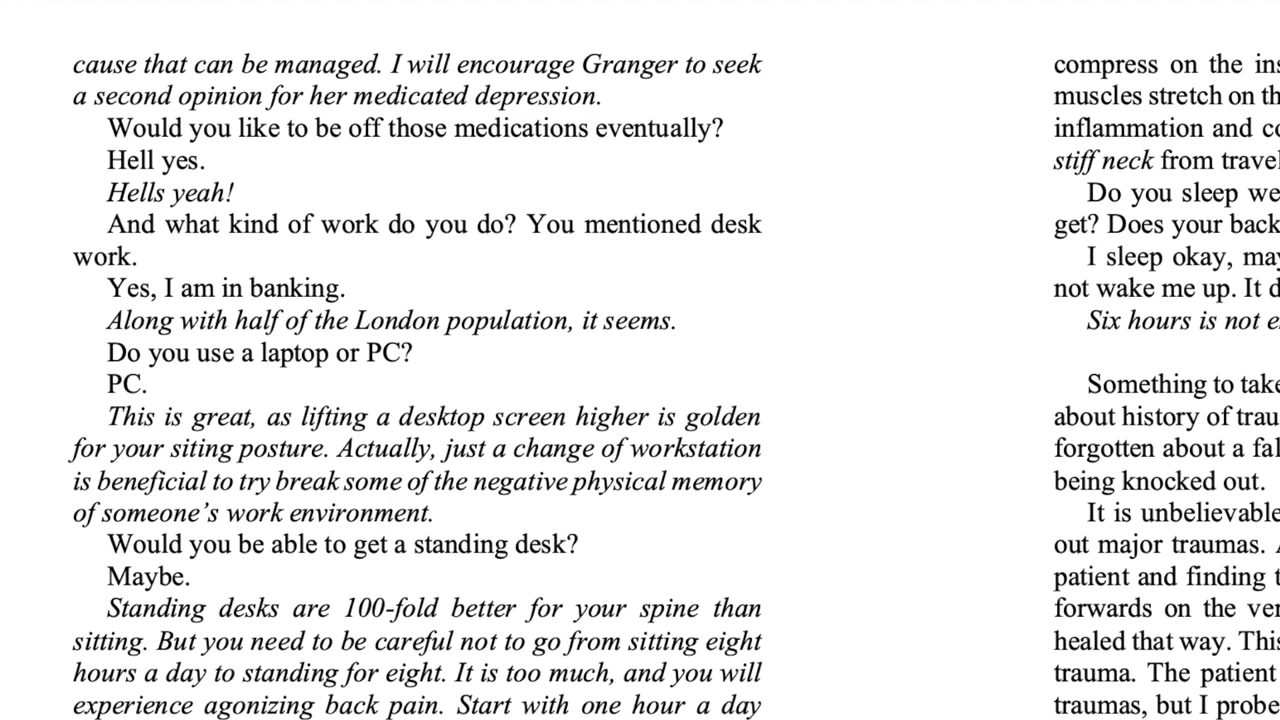 cause that can be managed. I will encourage Granger to seek
a second opinion for her medicated depression.
Would you like to be off those medications eventually?
Hell yes.
Hells yeah!
And what kind of work do you do? You mentioned desk
work.
Yes, I am in banking.
Along with half of the London population, it seems.
Do you use a laptop or PC?
PC.
This is great, as lifting a desktop screen higher is golden
for your siting posture. Actually, just a change of workstation
is beneficial to try break some of the negative physical memory
of someone’s work environment.
Would you be able to get a standing desk?
Maybe.
Standing desks are 100-fold better for your spine than
sitting. But you need to be careful not to go from sitting eight
hours a day to standing for eight. It is too much, and you will
experience agonizing back pain. Start with one hour a day
compress on the
muscles stretch on
inflammation and
stiff neck from
Do you sleep
get? Does your back
I sleep okay,
not wake me up. It
Six hours is not
Something to take
about history of
forgotten about a
being knocked out.
It is unbelievable
out major traumas.
patient and finding
forwards on the
healed that way. This
trauma. The patient
traumas, but I probe